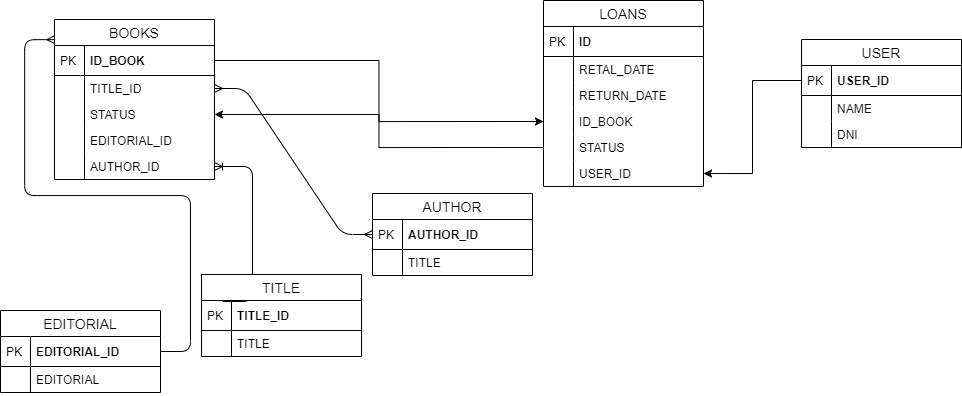 BOOKS
PK ID_BOOK
TITLE_ID
STATUS
EDITORIAL_ID
AUTHOR_ID
LOANS
PK ID
RETAL_DATE
RETURN_DATE
ID_BOOK
STATUS
USER_ID
USER
PK USER_ID
NAME
DNI
AUTHOR
PK AUTHOR_ID
TITLE
TITLE
PK TITLE_ID
TITLE
EDITORIAL
PK EDITORIAL_ID
EDITORIAL